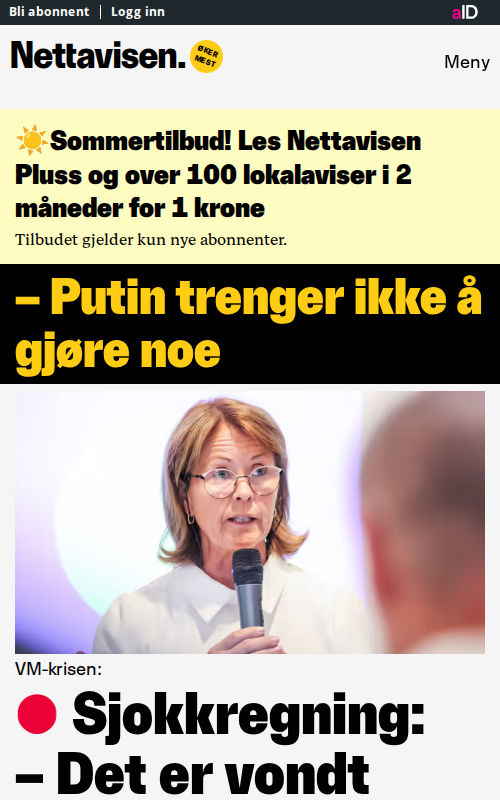 Bli abonnent | Logg inn
aID
Nettavisen.
ØKER
MEST
Meny
☀️Sommertilbud! Les Nettavisen
Pluss og over 100 lokalaviser i 2
måneder for 1 krone
Tilbudet gjelder kun nye abonnenter.
– Putin trenger ikke å
gjøre noe
VM-krisen:
🔴 Sjokkregning:
– Det er vondt